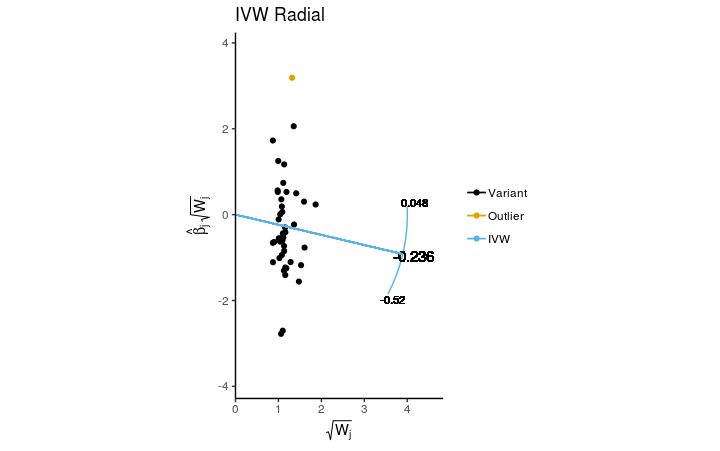 IVW Radial
4
2
0
-2
-4
β̂j√Wj
0 1 2 3 4
√Wj
0.048
-0.236
-0.52
Variant
Outlier
IVW